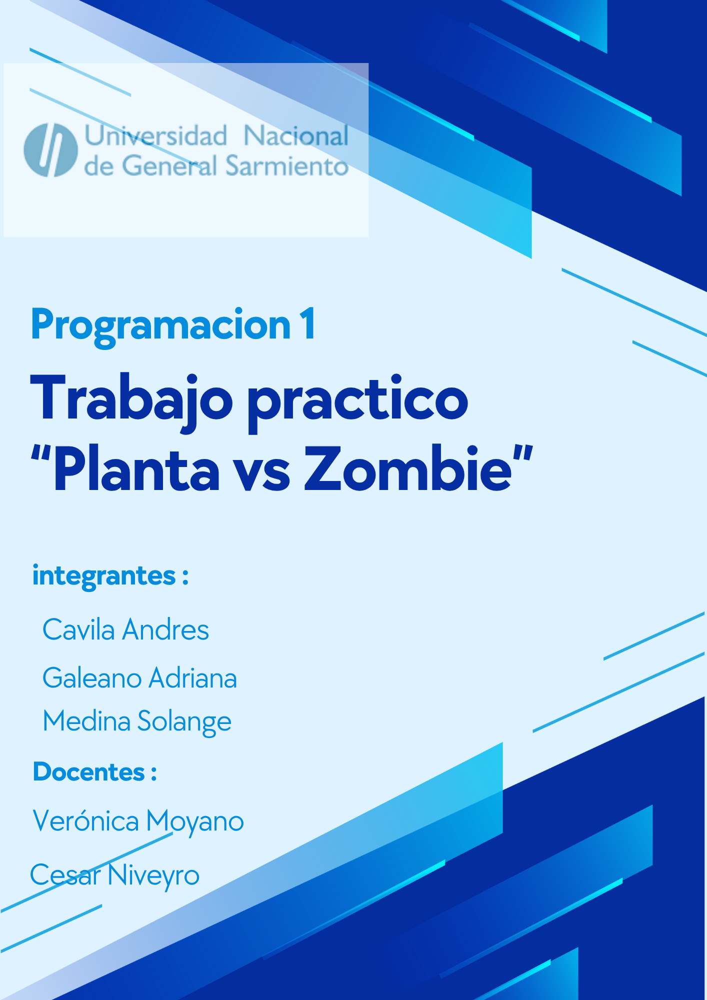 Universidad Nacional
de General Sarmiento
Programacion 1
Trabajo practico
“Planta vs Zombie”
integrantes :
Cavila Andres
Galeano Adriana
Medina Solange
Docentes :
Verónica Moyano
Cesar Niveyro